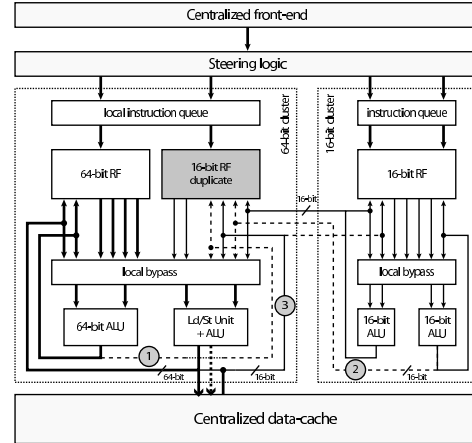 Centralized front-end
Steering logic
local instruction queue
64-bit cluster
16-bit cluster
instruction queue
64-bit RF
16-bit RF
duplicate
16-bit RF
16-bit
local bypass
local bypass
3
64-bit ALU
Ld/St Unit
+ ALU
16-bit
ALU
16-bit
ALU
1
2
64-bit
16-bit
16-bit
Centralized data-cache